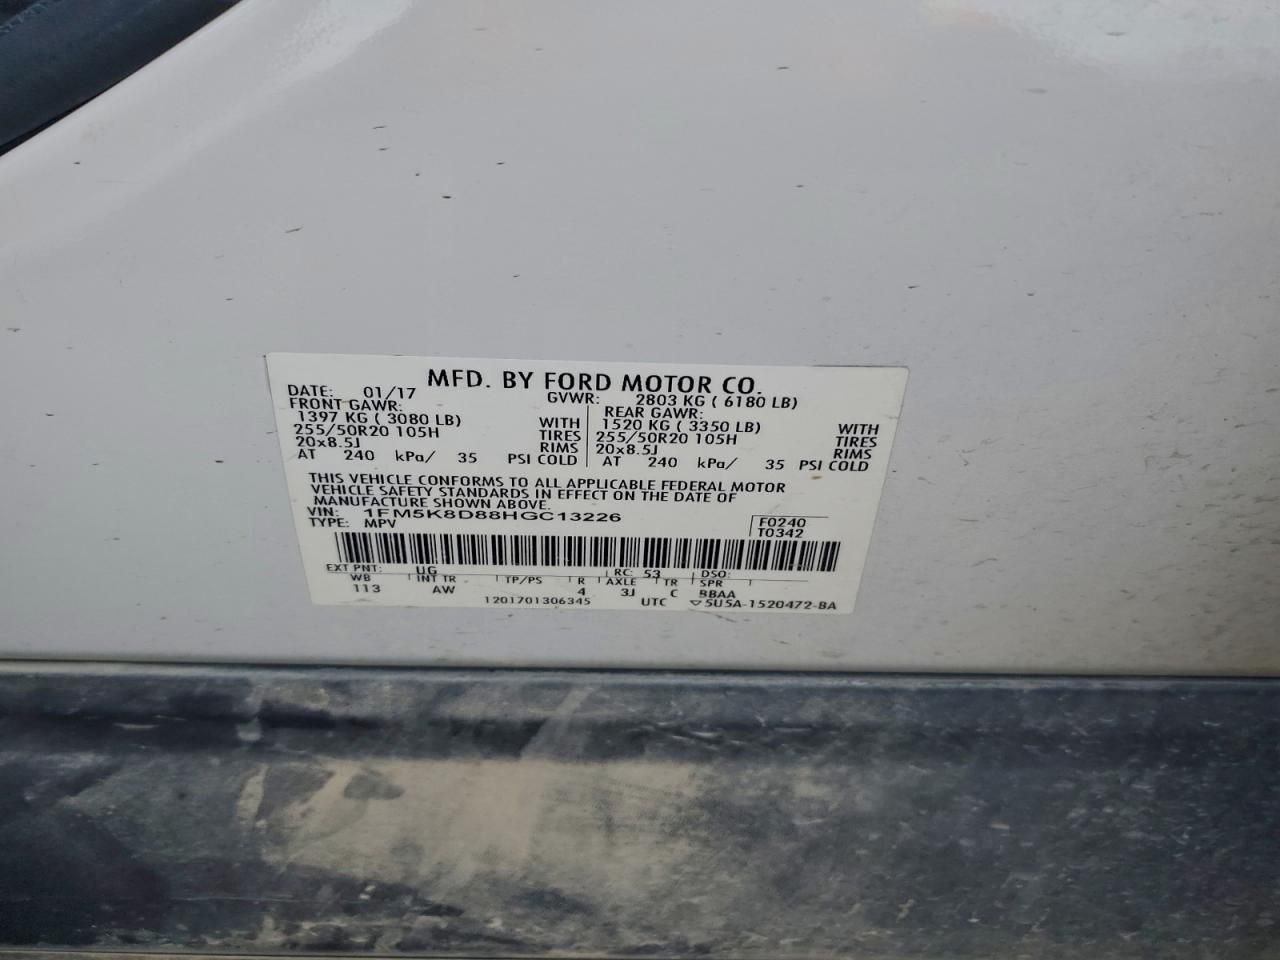 MFD. BY FORD MOTOR CO.
DATE: 01/17 GVWR: 2803 KG ( 6180 LB)
FRONT GAWR: REAR GAWR:
1397 KG ( 3080 LB) WITH 1520 KG ( 3350 LB) WITH
255/50R20 105H TIRES 255/50R20 105H TIRES
20x8.5J RIMS 20x8.5J RIMS
AT 240 kPa/ 35 PSI COLD AT 240 kPa/ 35 PSI COLD
THIS VEHICLE CONFORMS TO ALL APPLICABLE FEDERAL MOTOR
VEHICLE SAFETY STANDARDS IN EFFECT ON THE DATE OF
MANUFACTURE SHOWN ABOVE.
VIN: 1FM5K8D88HGC13226 F0240
TYPE: MPV T0342
EXT PNT: UG RC: 53 DSO:
WB INT TR TP/PS R AXLE TR SPR
113 AW 4 3J C BBAA
1201701306345 UTC ▽5U5A-1520472-BA